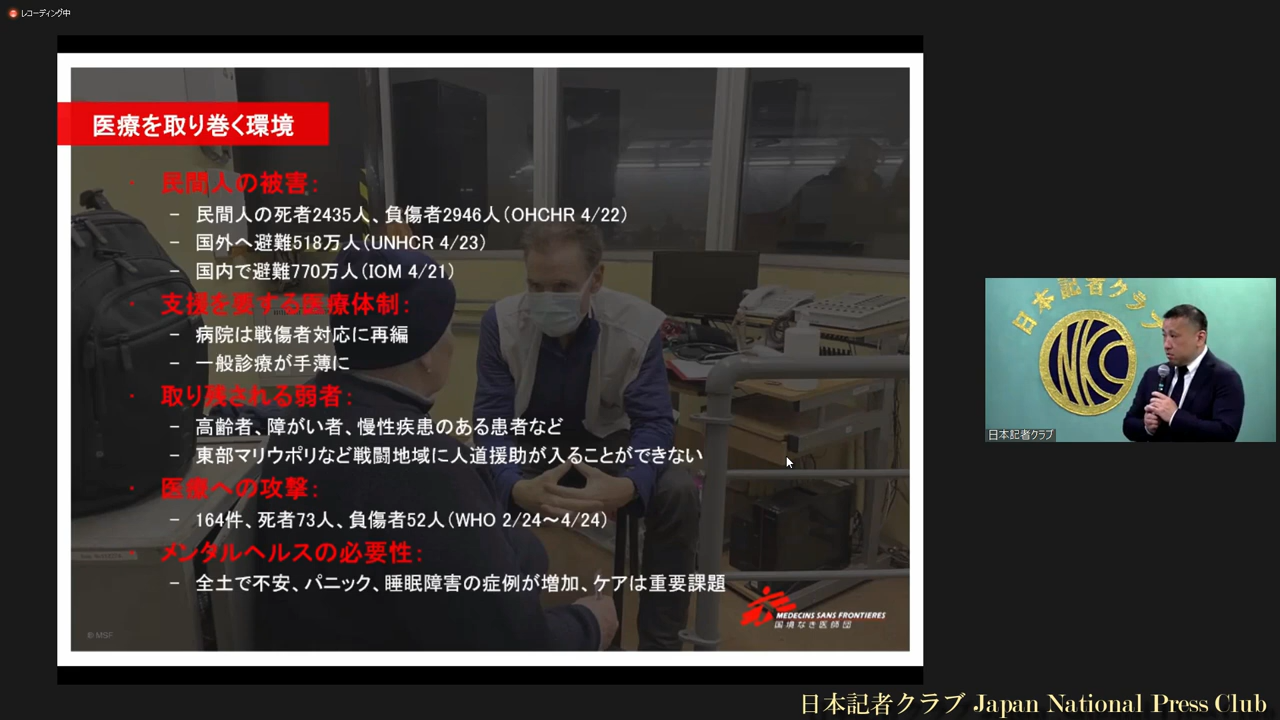 レコーディング中
医療を取り巻く環境
・ 民間人の被害：
－ 民間人の死者2435人、負傷者2946人（OHCHR 4/22）
－ 国外へ避難518万人（UNHCR 4/23）
－ 国内で避難770万人（IOM 4/21）
・ 支援を要する医療体制：
－ 病院は戦傷者対応に再編
－ 一般診療が手薄に
・ 取り残される弱者：
－ 高齢者、障がい者、慢性疾患のある患者など
－ 東部マリウポリなど戦闘地域に人道援助が入ることができない
・ 医療への攻撃：
－ 164件、死者73人、負傷者52人（WHO 2/24～4/24）
・ メンタルヘルスの必要性：
－ 全土で不安、パニック、睡眠障害の症例が増加、ケアは重要課題
MEDECINS SANS FRONTIERES
国境なき医師団
© MSF
日本記者クラブ
NKC
日本記者クラブ
日本記者クラブ Japan National Press Club